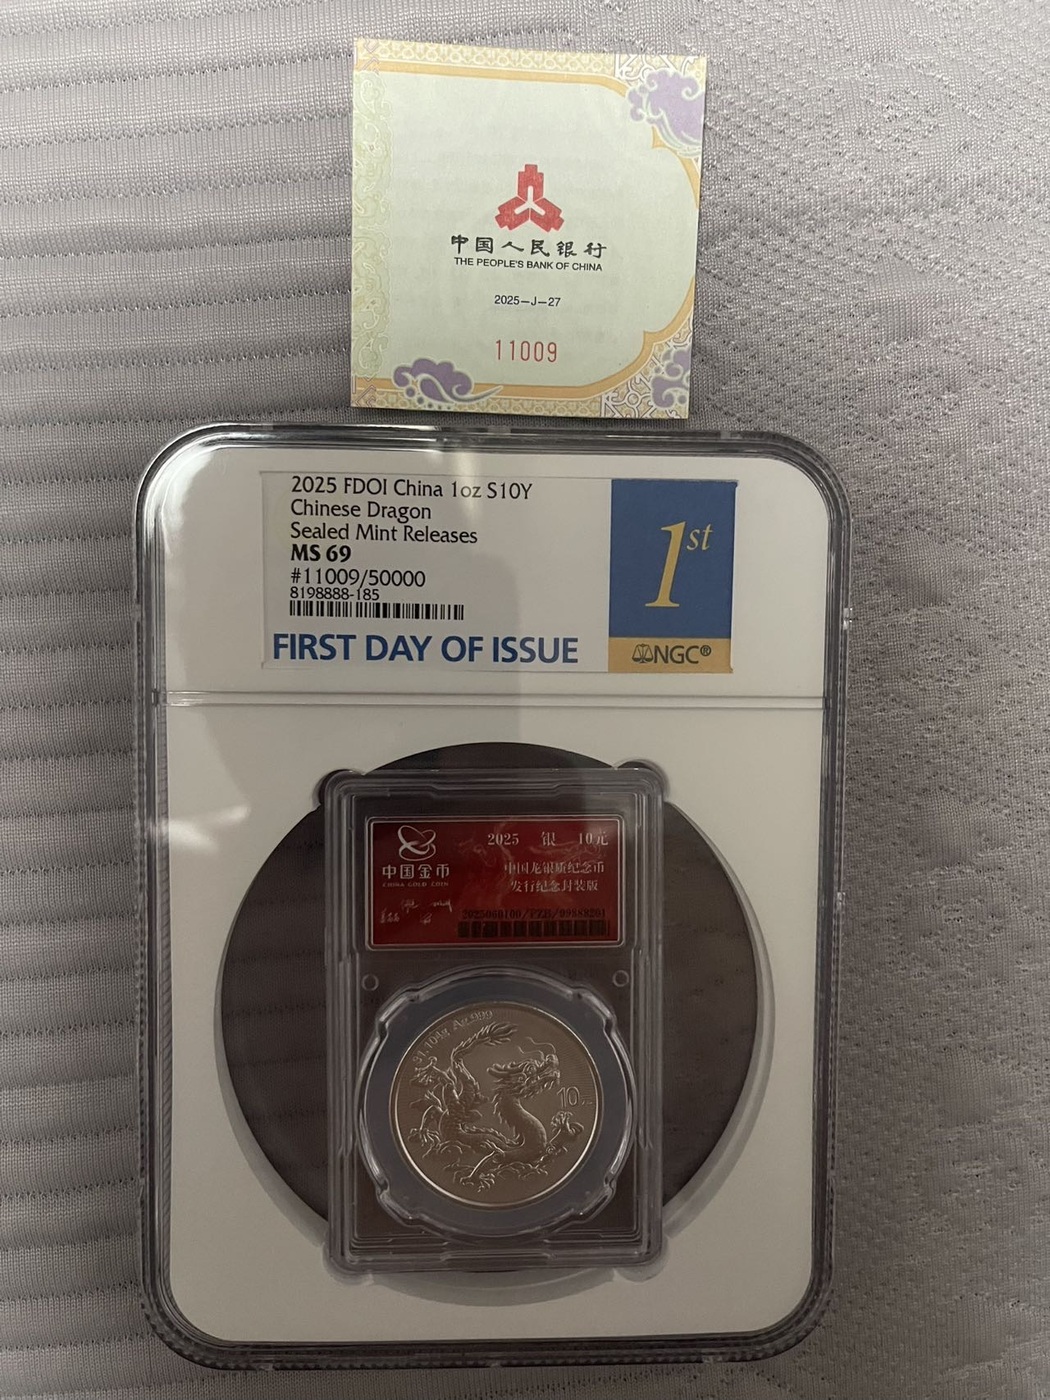 中国人民银行
THE PEOPLE'S BANK OF CHINA
2025-J-27
11009
2025 FDOI China 1oz S10Y
Chinese Dragon
Sealed Mint Releases
MS 69
#11009/50000
8198888-185
FIRST DAY OF ISSUE
1st
NGC®
中国金币
CHINA GOLD COIN
2025 银 10元
中国龙银质纪念币
发行纪念封装版
10元